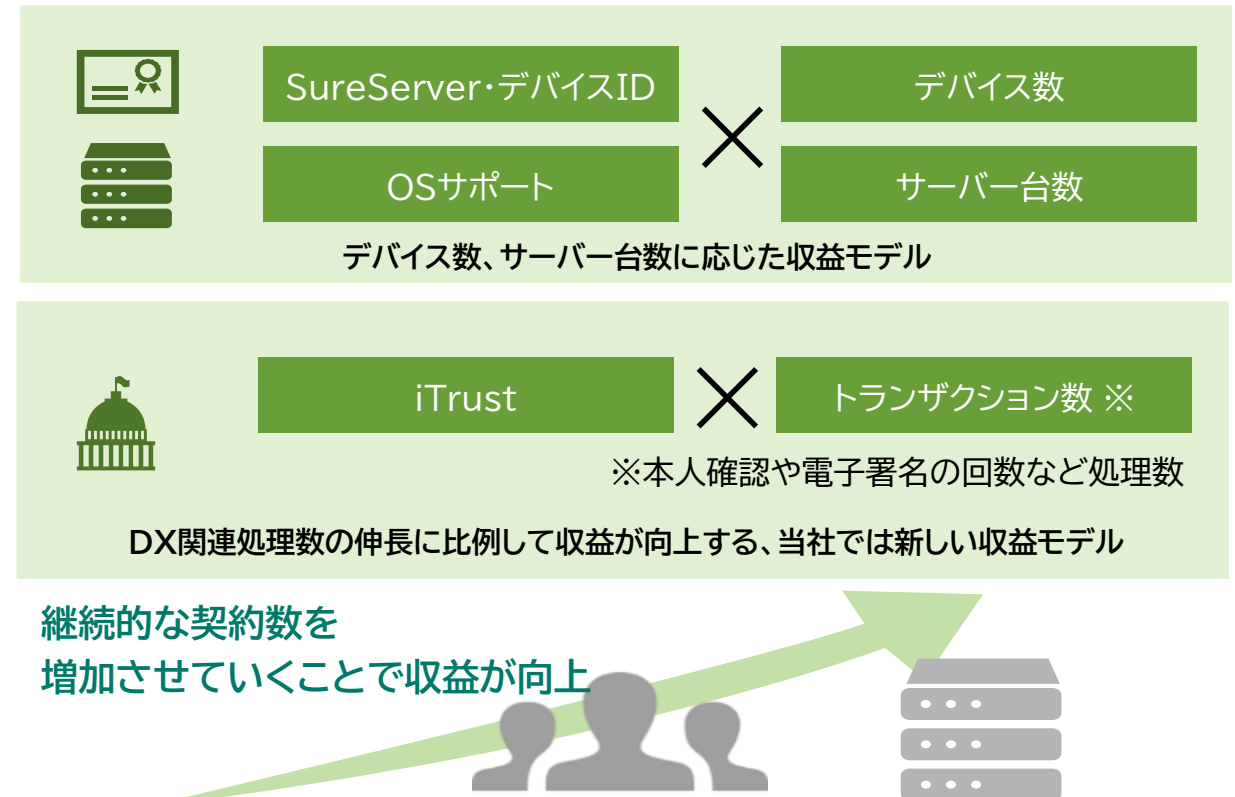 SureServer・デバイスID
デバイス数
OSサポート
サーバー台数
デバイス数、サーバー台数に応じた収益モデル
iTrust
トランザクション数 ※
※本人確認や電子署名の回数など処理数
DX関連処理数の伸長に比例して収益が向上する、当社では新しい収益モデル
継続的な契約数を
増加させていくことで収益が向上